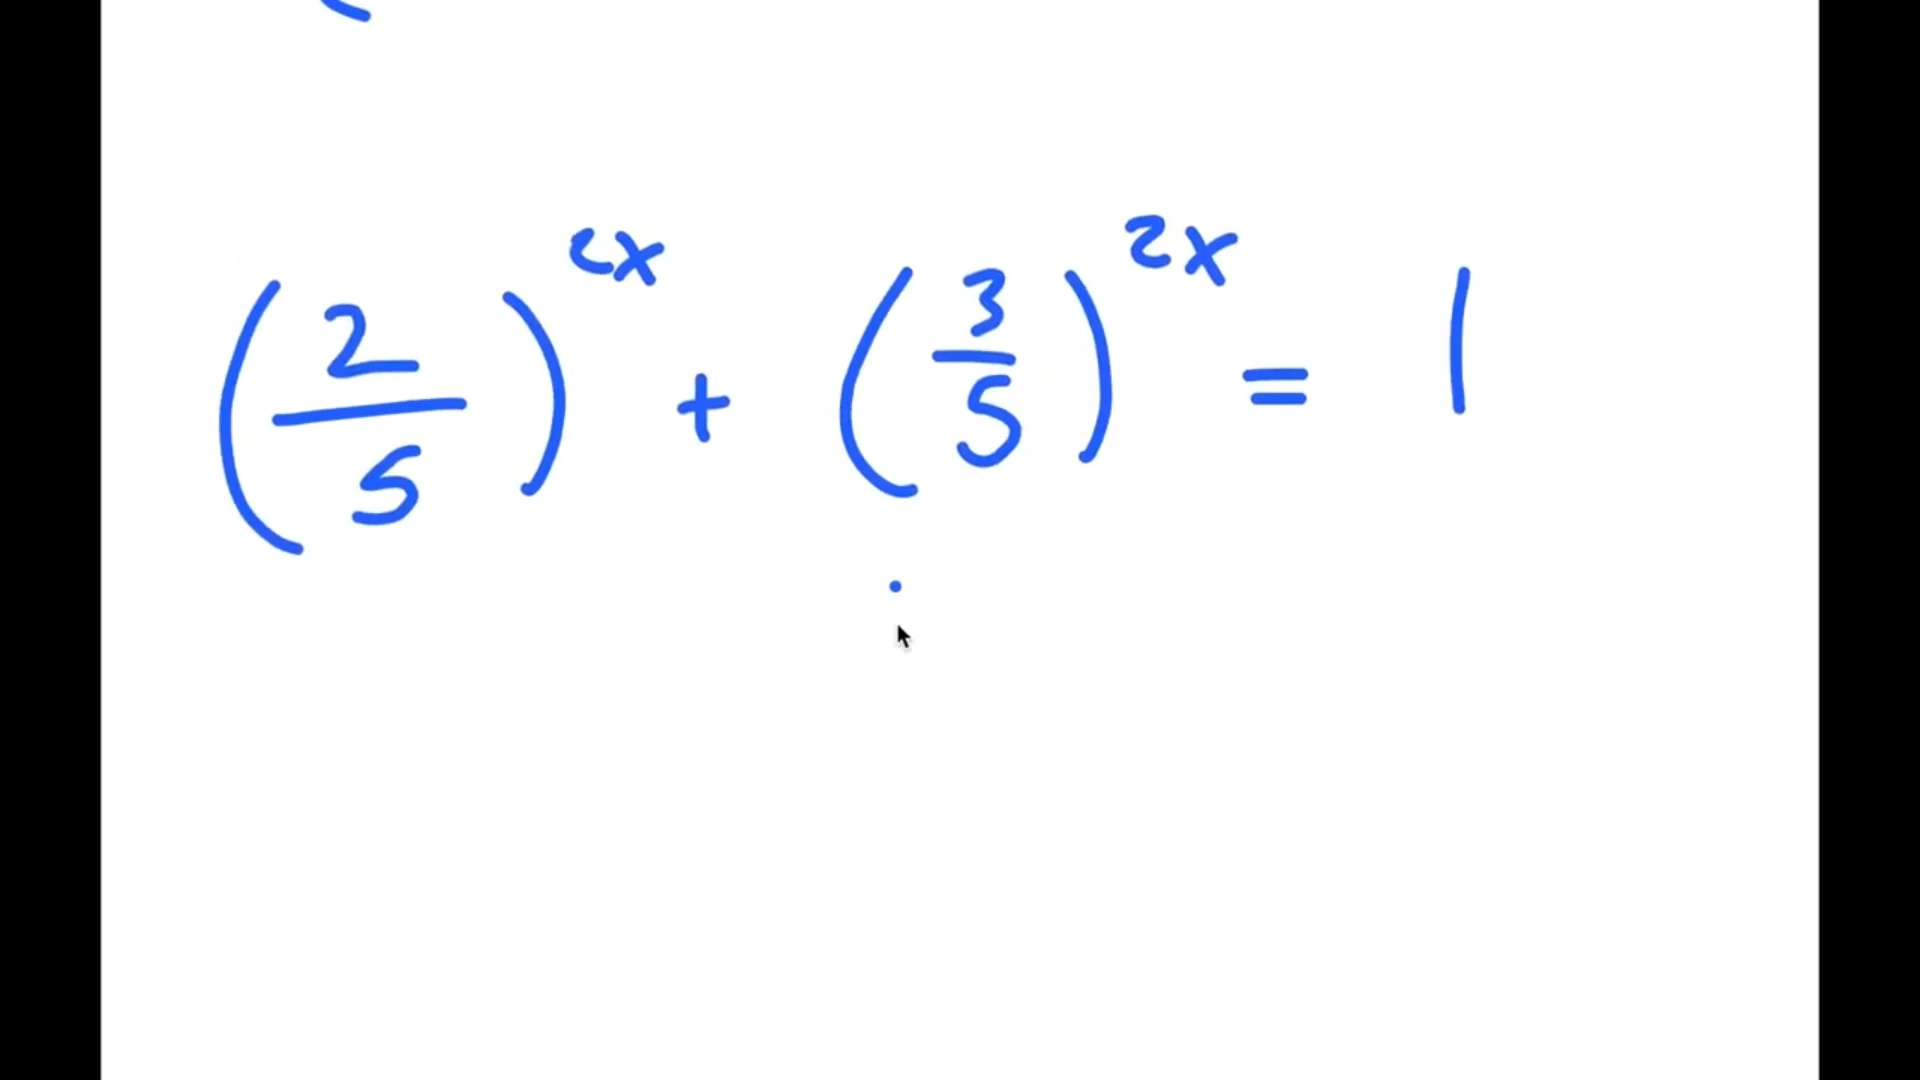 (2/5)^2x + (3/5)^2x = 1